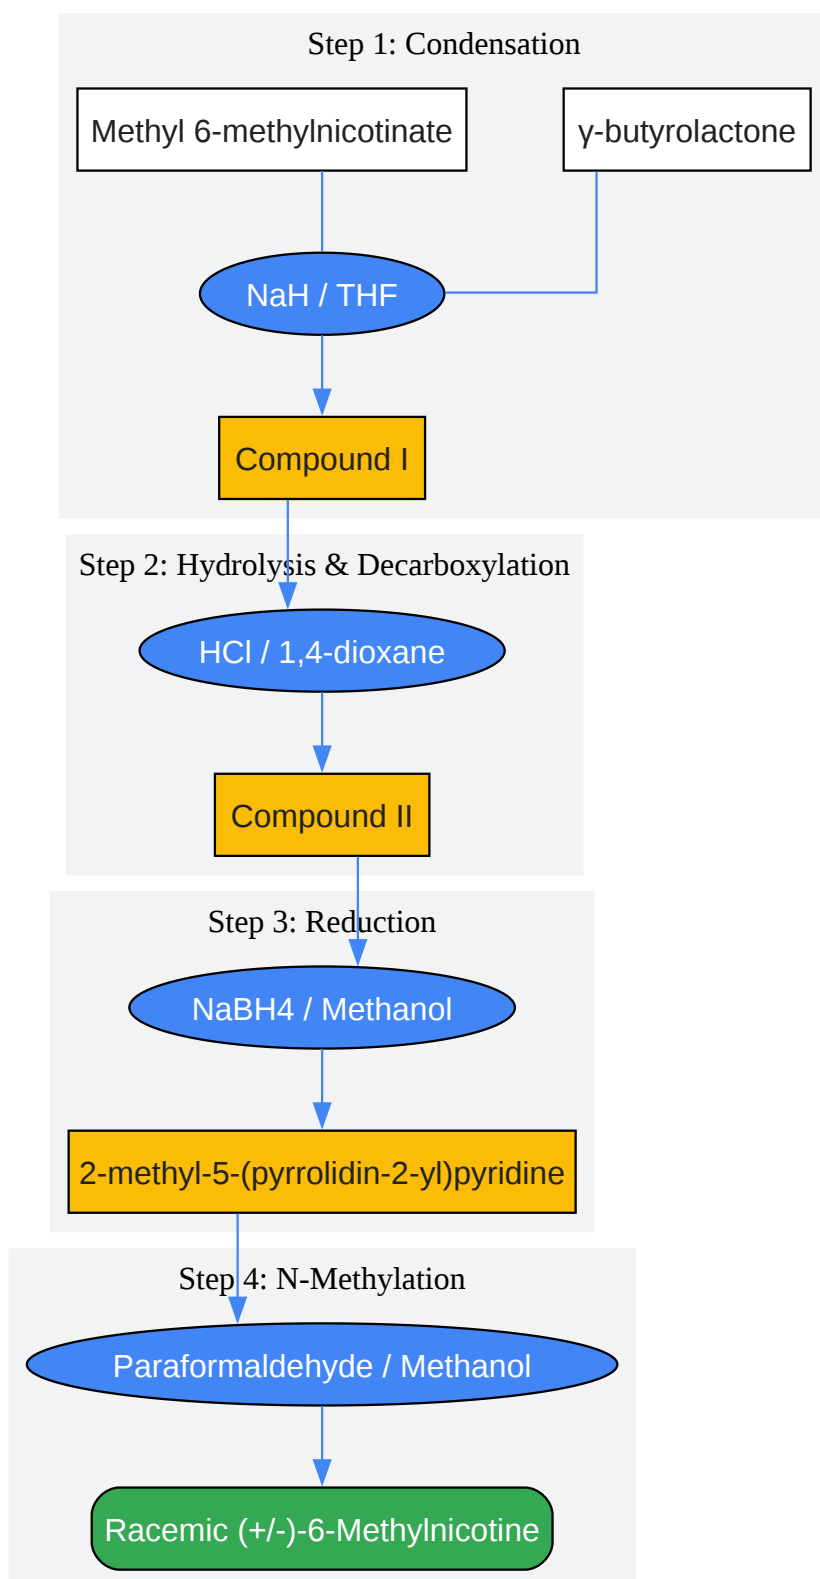 Step 1: Condensation
Methyl 6-methylnicotinate
γ-butyrolactone
NaH / THF
Compound I
Step 2: Hydrolysis & Decarboxylation
HCl / 1,4-dioxane
Compound II
Step 3: Reduction
NaBH4 / Methanol
2-methyl-5-(pyrrolidin-2-yl)pyridine
Step 4: N-Methylation
Paraformaldehyde / Methanol
Racemic (+/-)-6-Methylnicotine